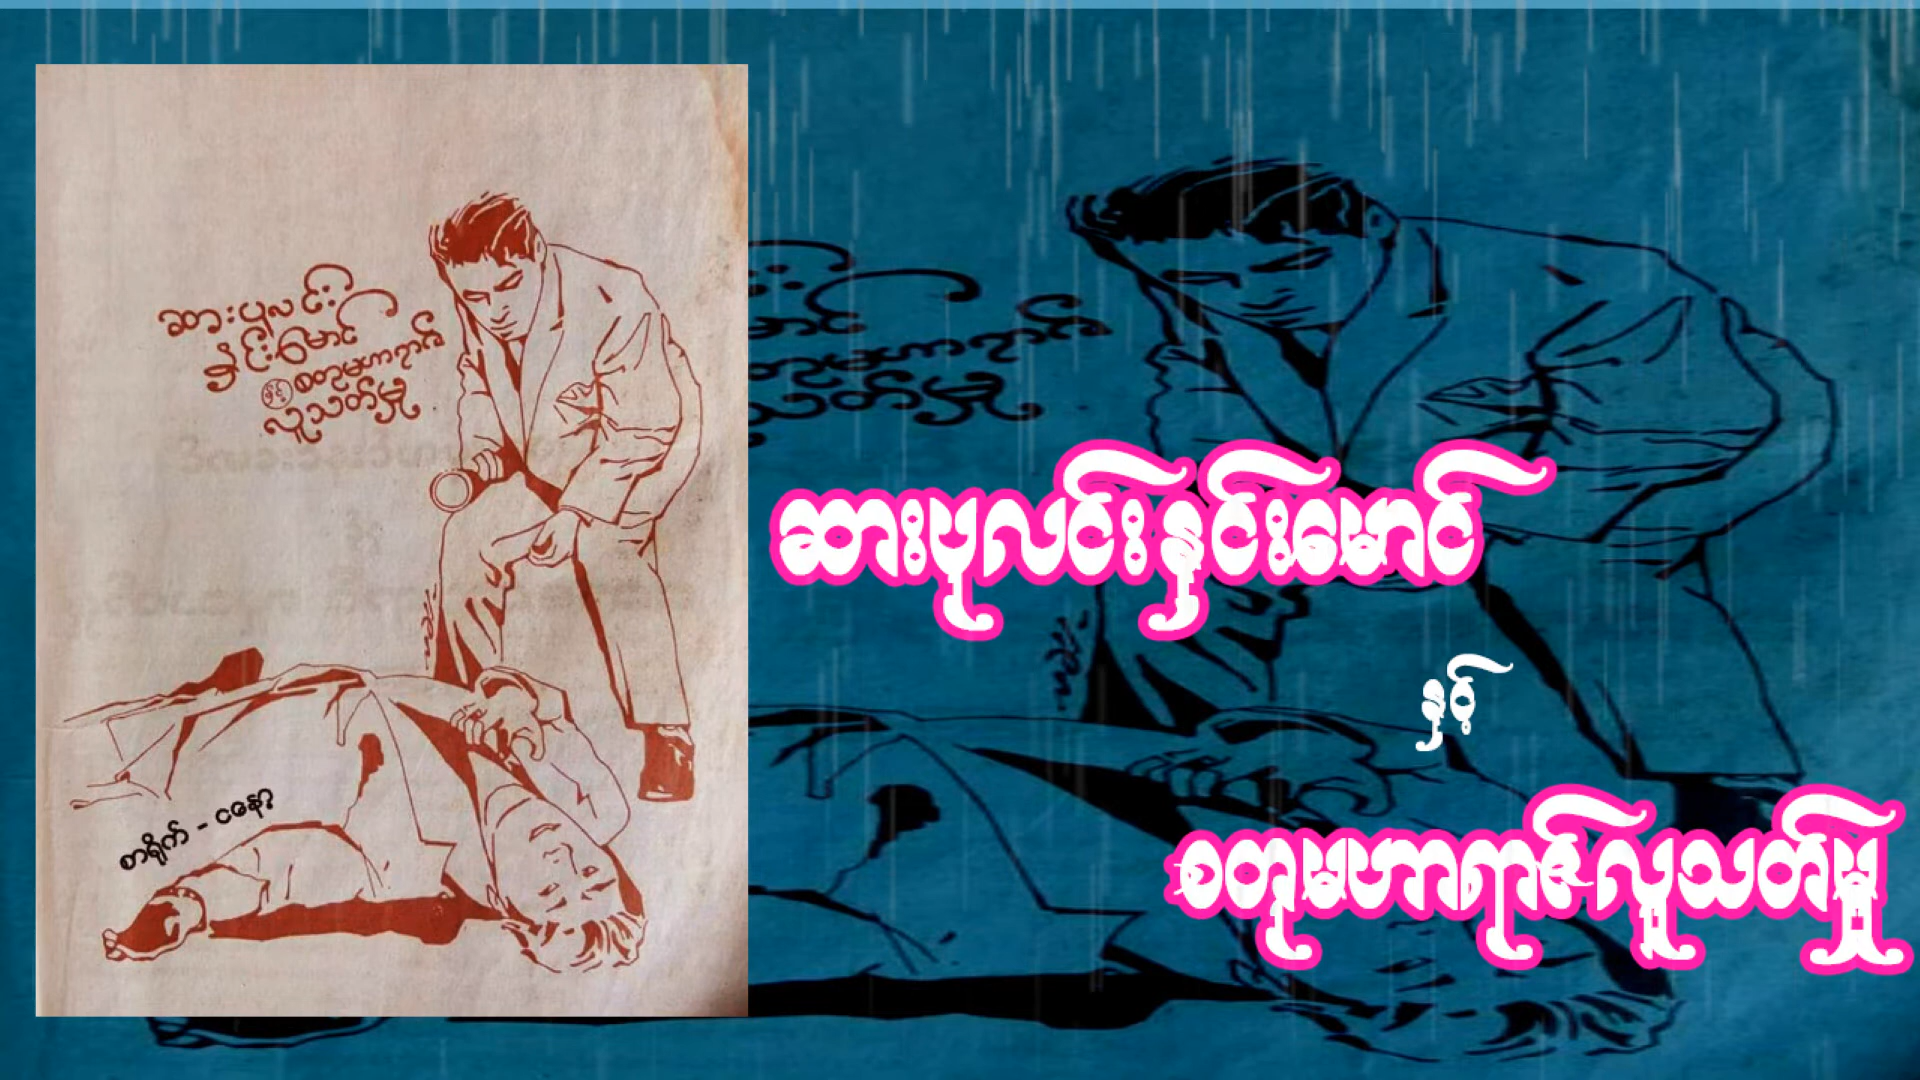 ဆားပုလင်း
နှင်းမောင်
နှင့် စတုမဟာရာဇ်
လူသတ်မှု
စာရိုက် - ငနော့
ဆားပုလင်းနှင်းမောင်
နှင့်
စတုမဟာရာဇ်လူသတ်မှု